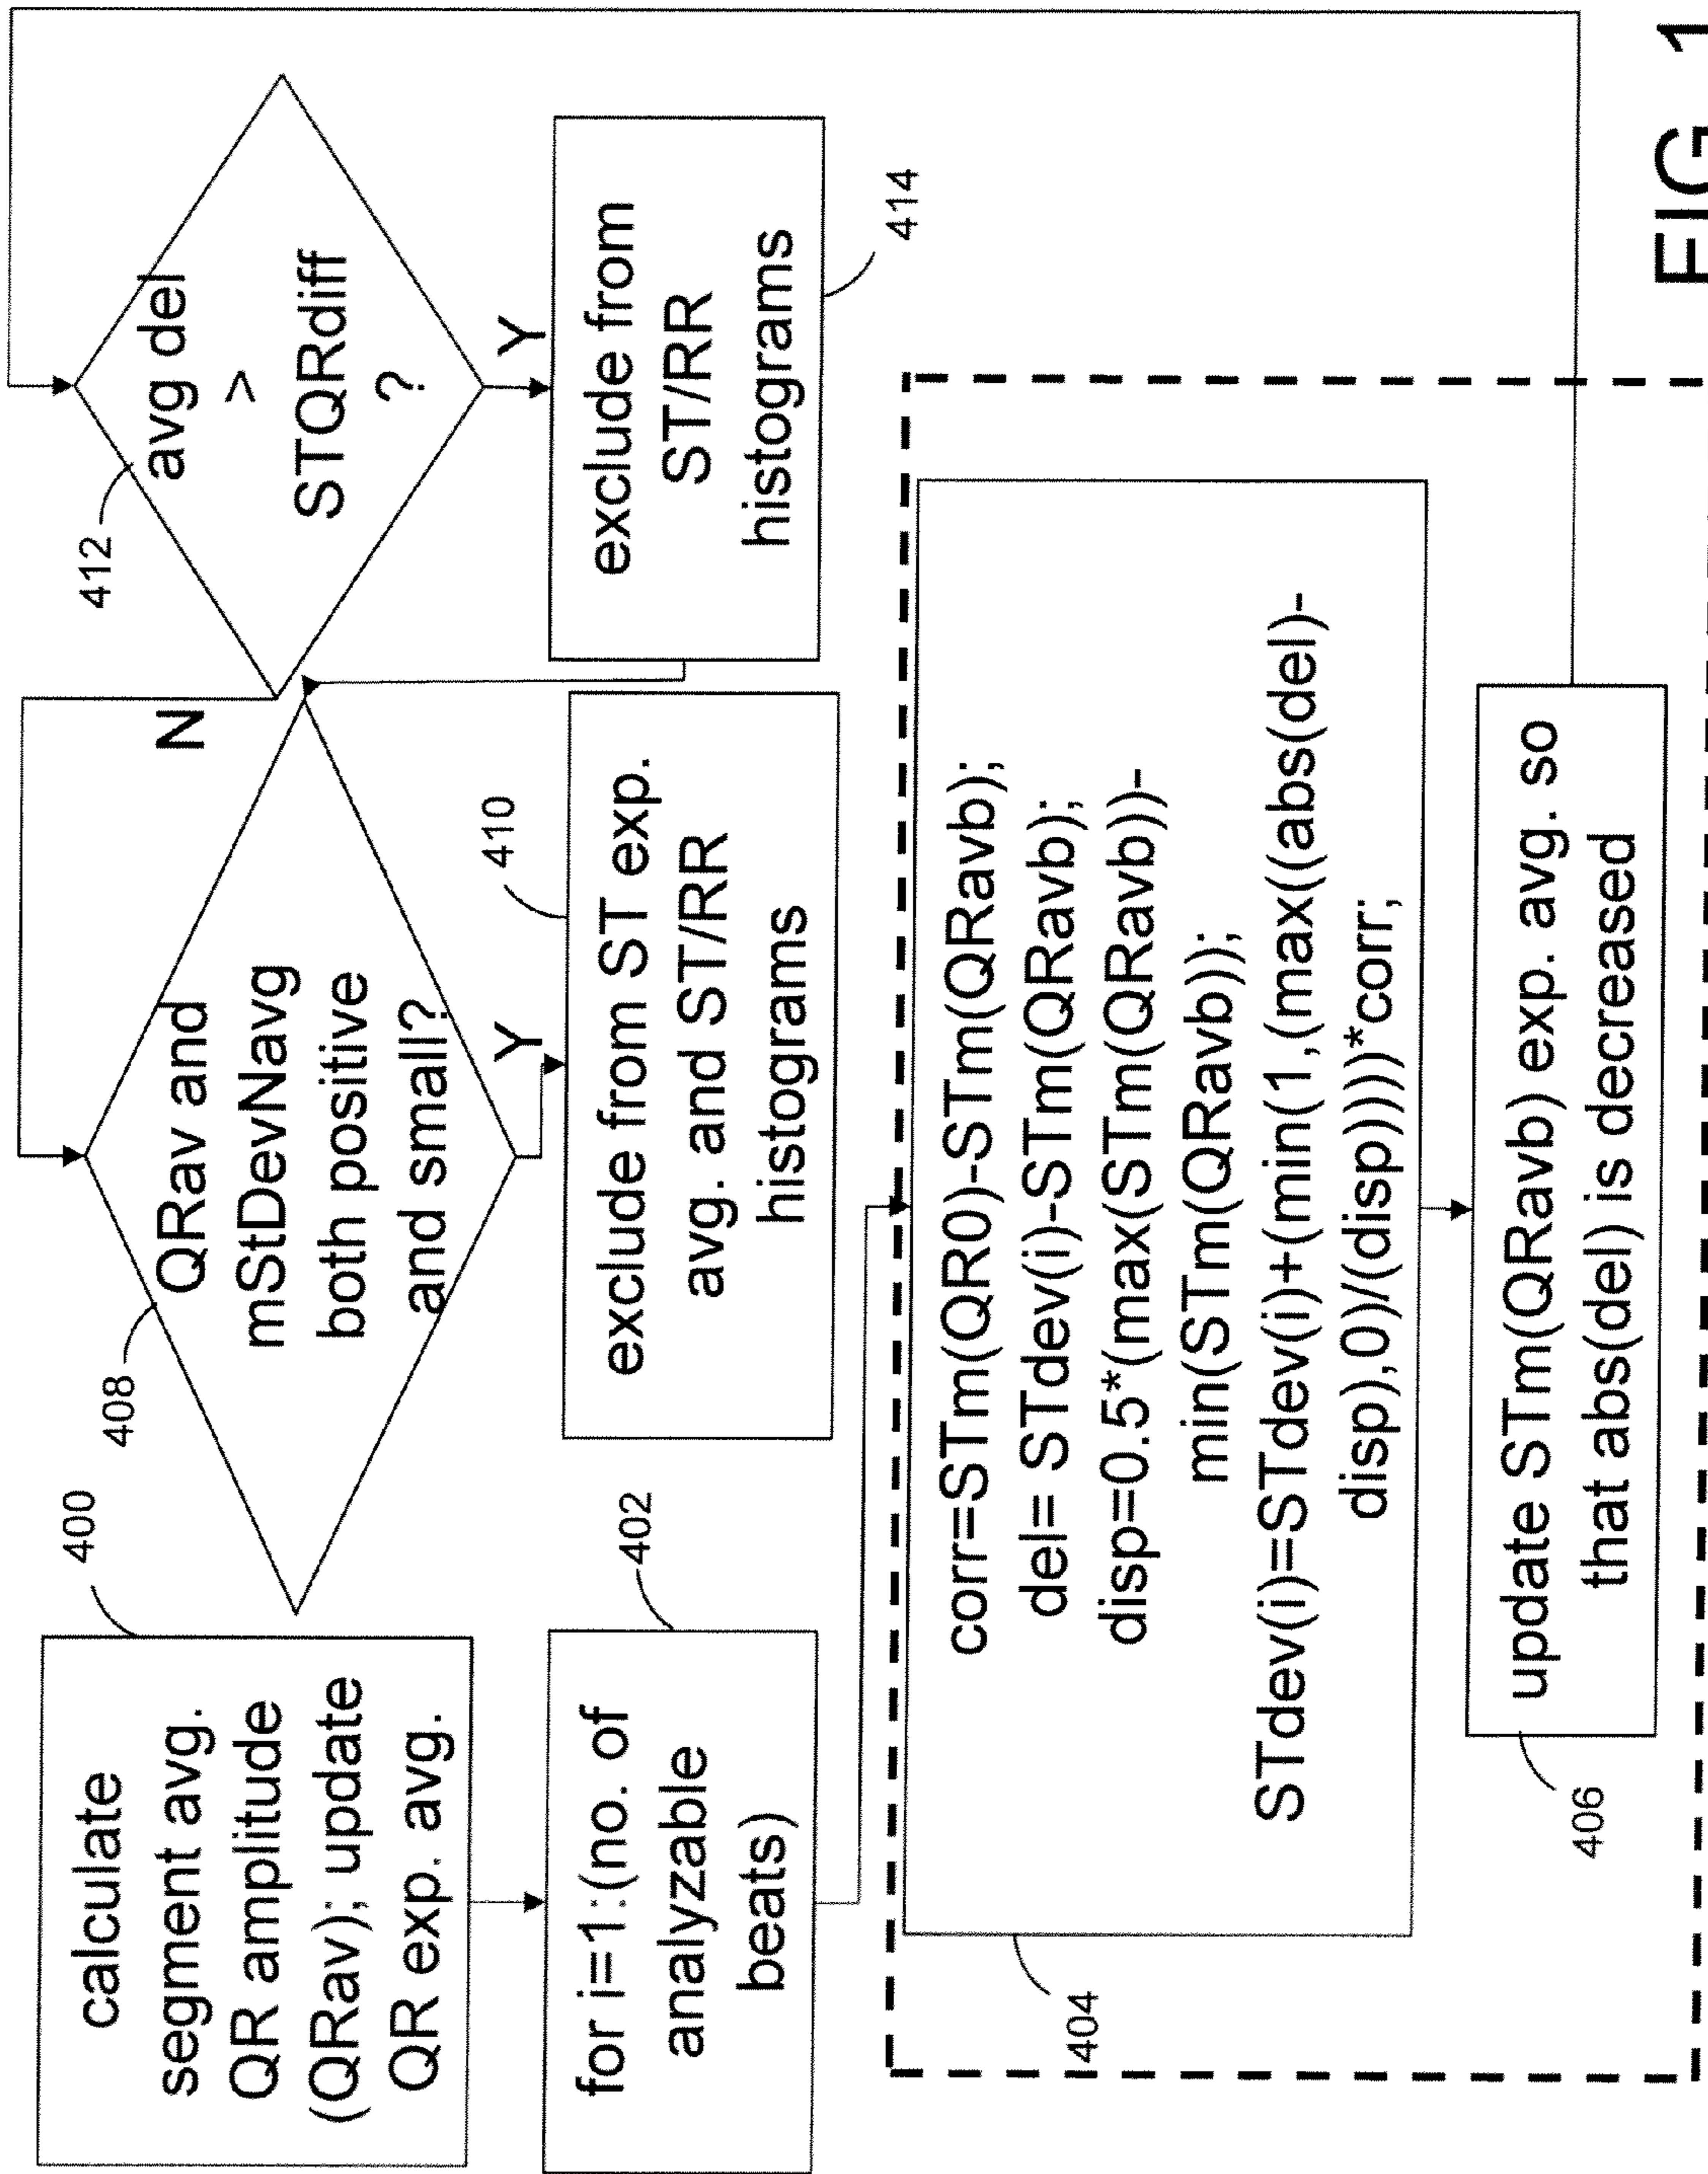 400
calculate
segment avg.
QR amplitude
(QRav); update
QR exp. avg.
402
for i=1:(no. of
analyzable
beats)
404
corr=STm(QR0)-STm(QRavb);
del= STdev(i)-STm(QRavb);
disp=0.5*(max(STm(QRavb))-
min(STm(QRavb));
STdev(i)=STdev(i)+(min(1,(max((abs(del)-
disp),0)/(disp)))))*corr;
406
update STm(QRavb) exp. avg. so
that abs(del) is decreased
408
QRav and
mStDevNavg
both positive
and small?
Y
410
exclude from ST exp.
avg. and ST/RR
histograms
412
avg del
>
STQRdiff
?
N
Y
414
exclude from
ST/RR
histograms
FIG. 1